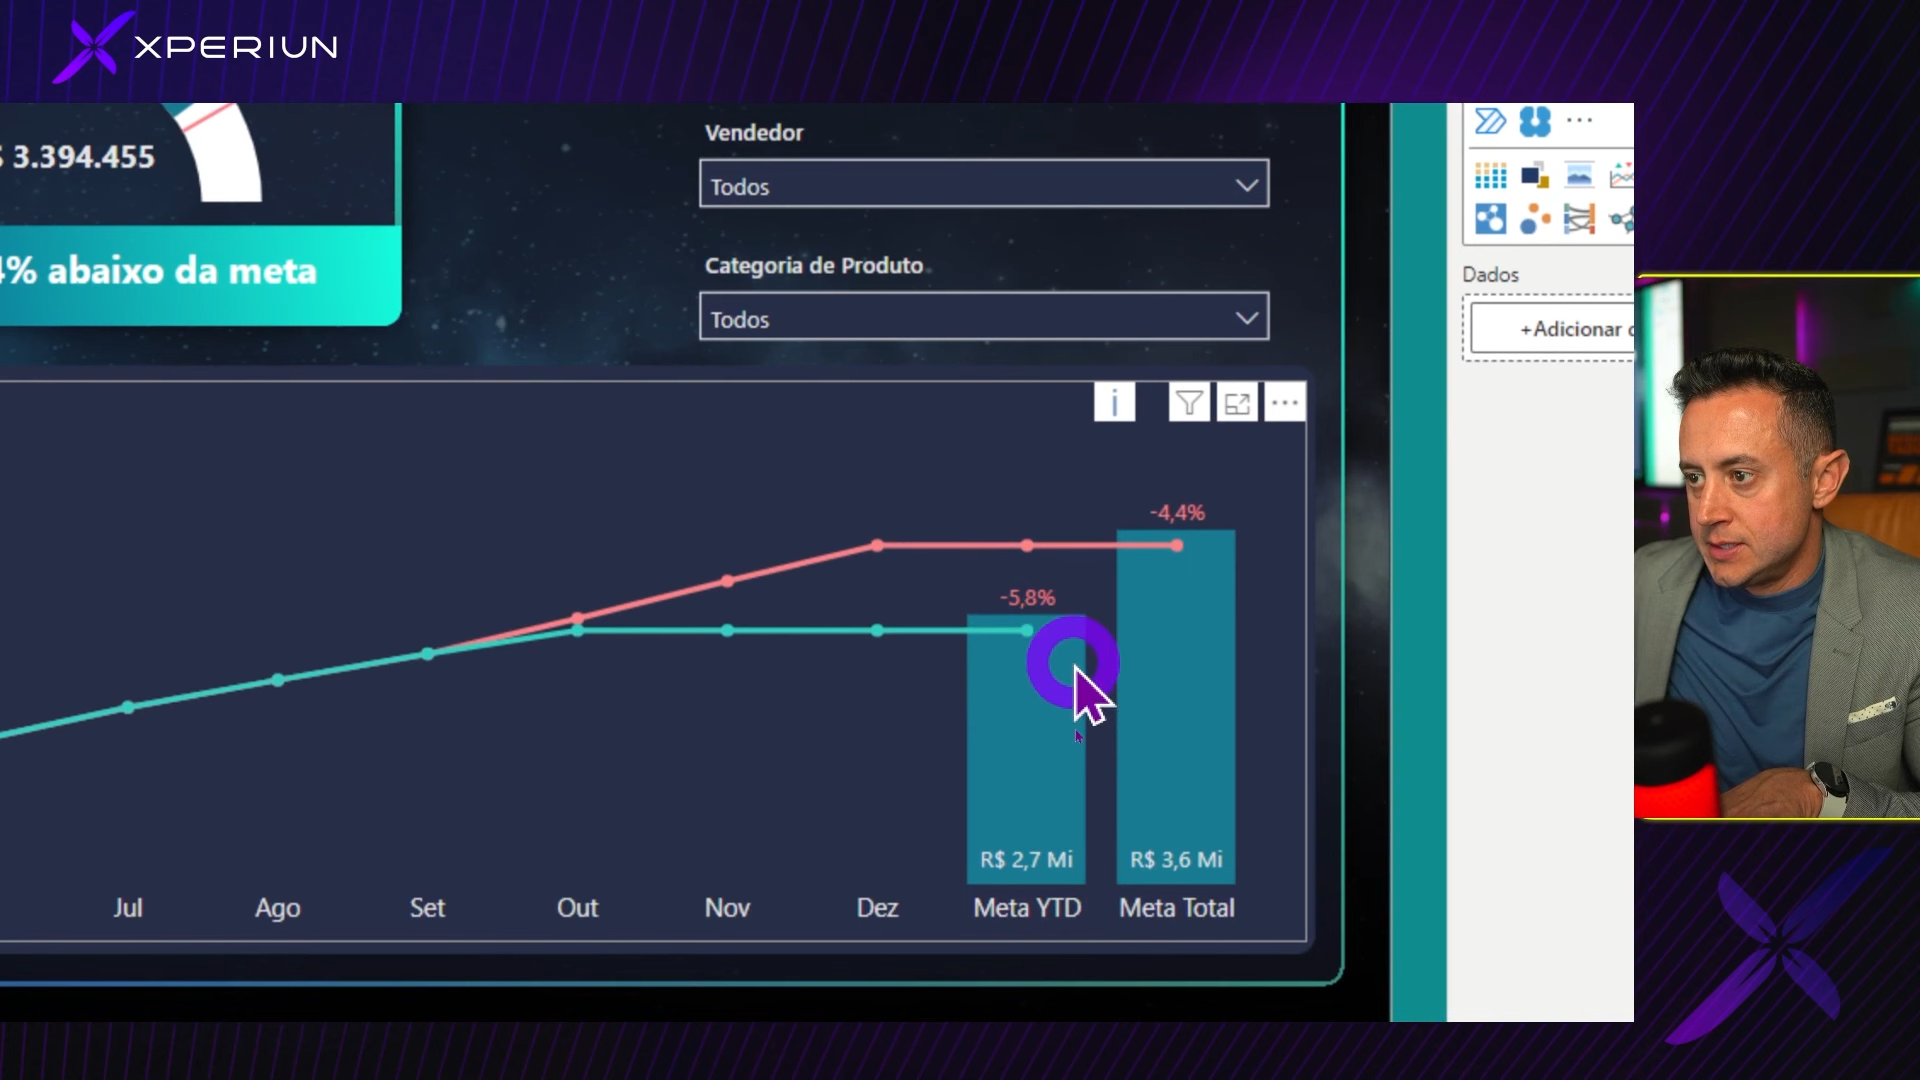 XPERIUN
Vendedor
$ 3.394.455
Todos
4% abaixo da meta
Categoria de Produto
Todos
Dados
+Adicionar
-4,4%
-5,8%
R$ 2,7 Mi
R$ 3,6 Mi
Jul
Ago
Set
Out
Nov
Dez
Meta YTD
Meta Total